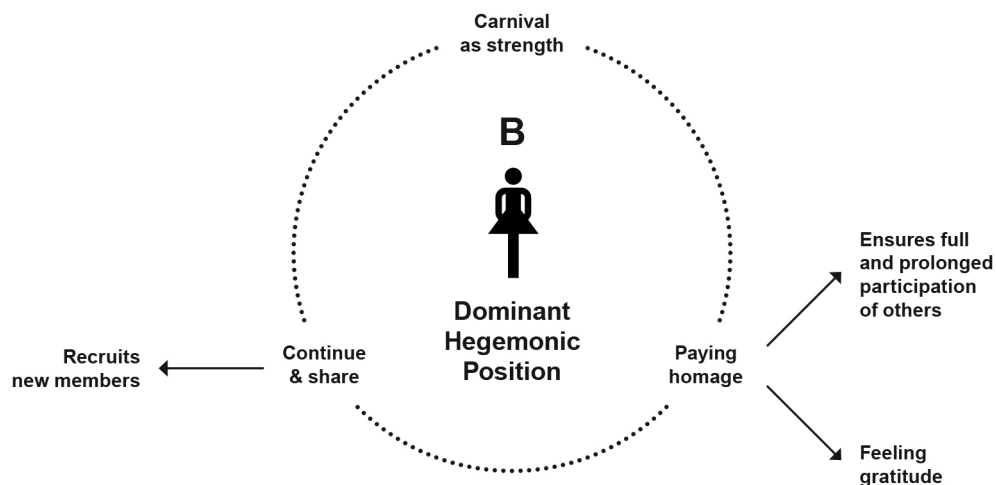 Carnival
as strength
B
Dominant
Hegemonic
Position
Ensures full
and prolonged
participation
of others
Paying
homage
Feeling
gratitude
Continue
& share
Recruits
new members